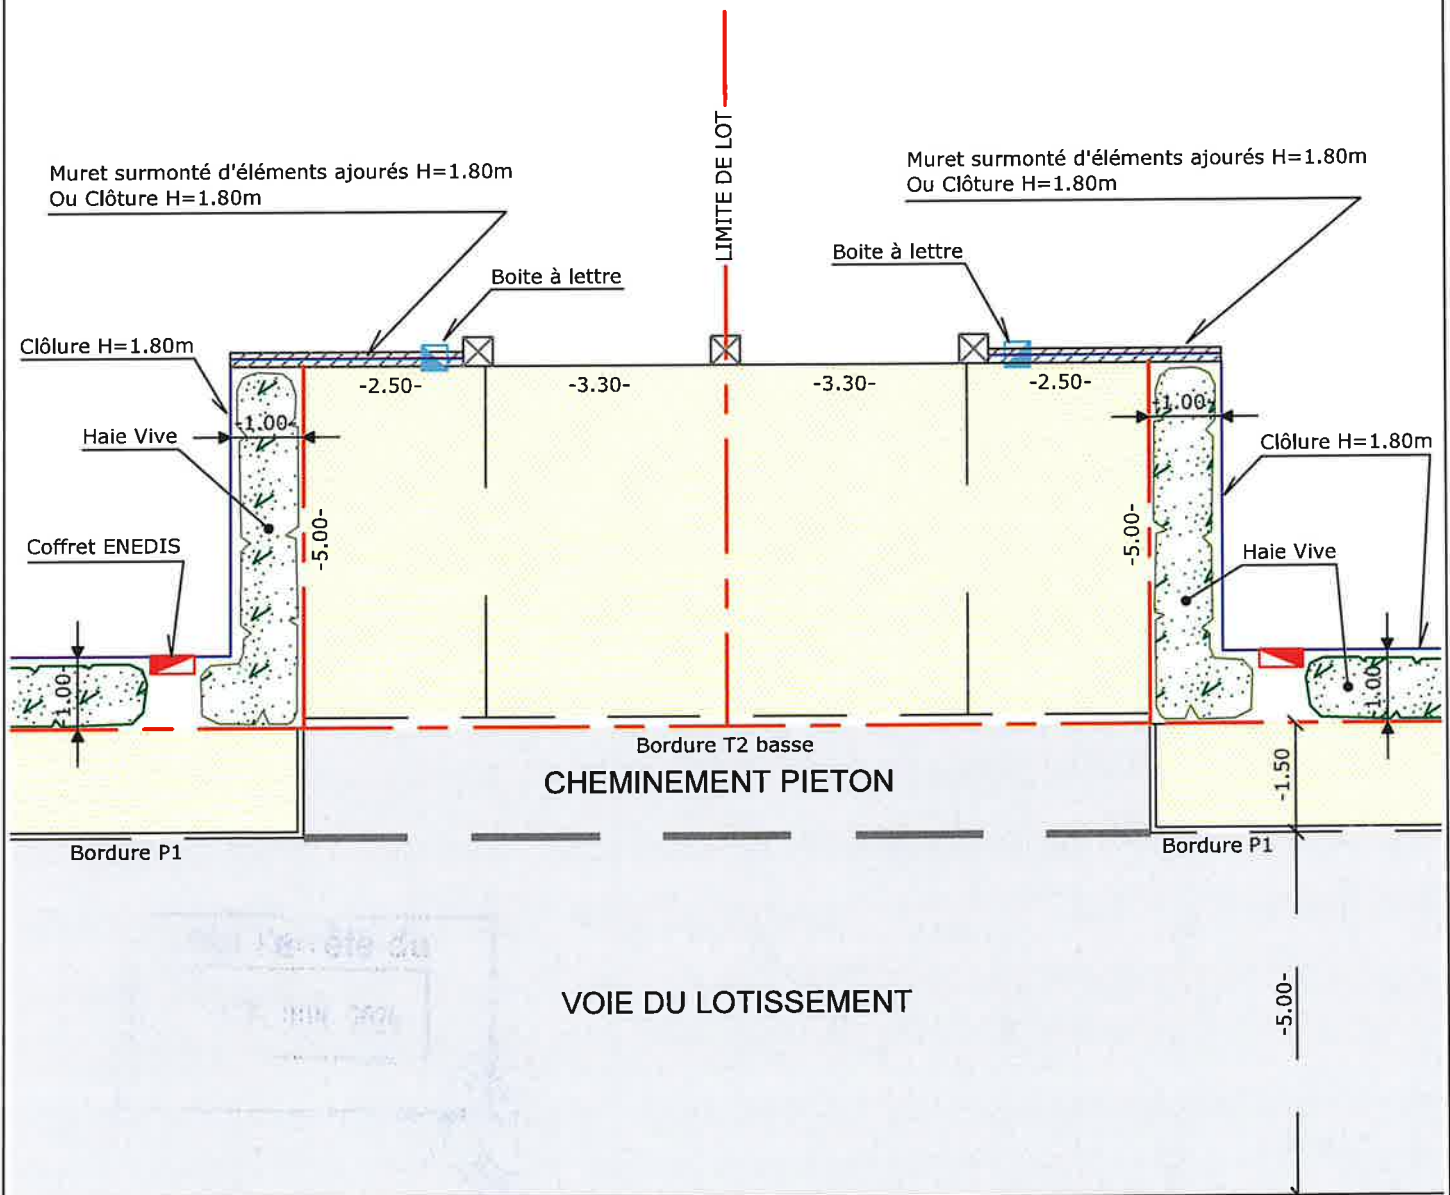 LIMITE DE LOT
Muret surmonté d'éléments ajourés H=1.80m
Ou Clôture H=1.80m
Muret surmonté d'éléments ajourés H=1.80m
Ou Clôture H=1.80m
Boite à lettre
Boite à lettre
Clôlure H=1.80m
-2.50-
-3.30-
-3.30-
-2.50-
-1.00-
-1.00-
Haie Vive
Clôlure H=1.80m
-5.00-
-5.00-
Coffret ENEDIS
Haie Vive
-1.00-
-1.00-
Bordure T2 basse
CHEMINEMENT PIETON
-1.50
Bordure P1
Bordure P1
VOIE DU LOTISSEMENT
-5.00-